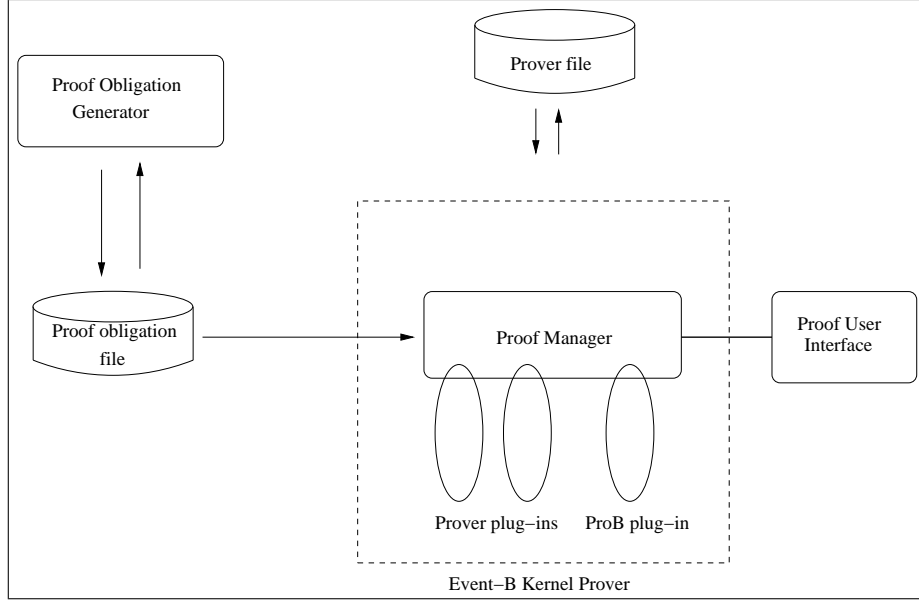 Prover file
Proof Obligation
Generator
Proof obligation
file
Proof Manager
Proof User
Interface
Prover plug−ins
ProB plug−in
Event−B Kernel Prover